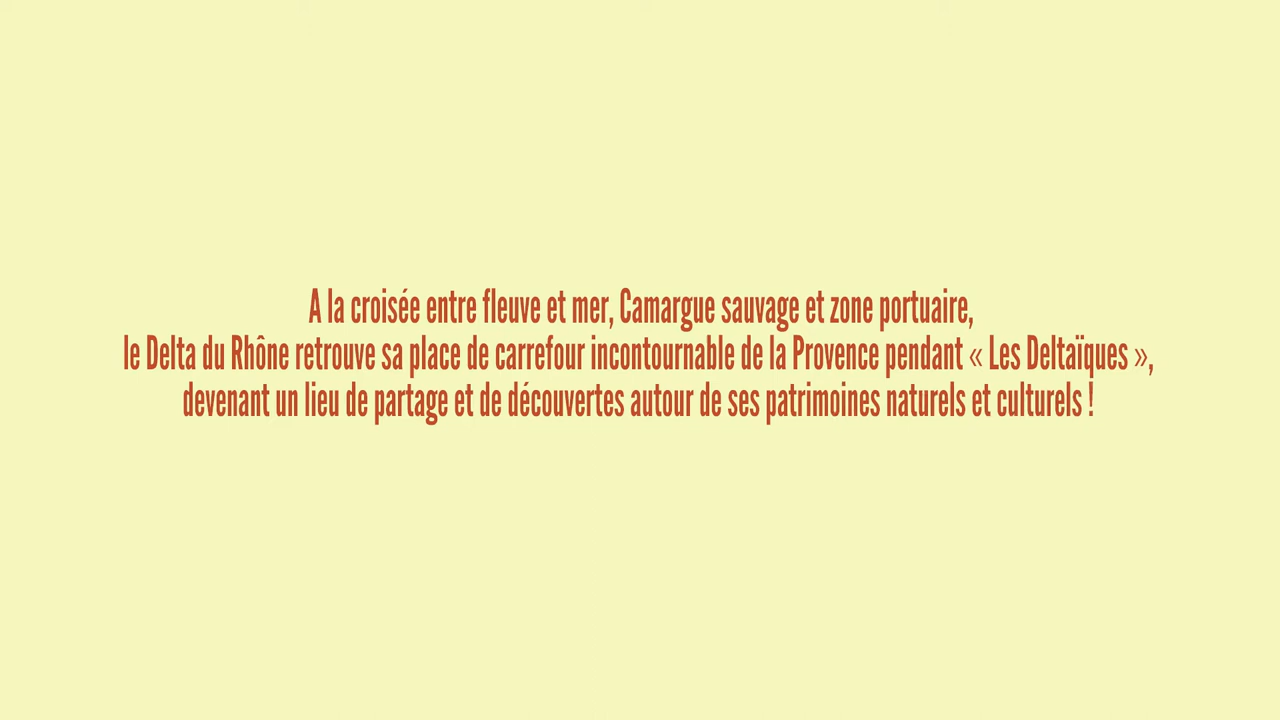 A la croisée entre fleuve et mer, Camargue sauvage et zone portuaire,
le Delta du Rhône retrouve sa place de carrefour incontournable de la Provence pendant « Les Deltaïques »,
devenant un lieu de partage et de découvertes autour de ses patrimoines naturels et culturels !